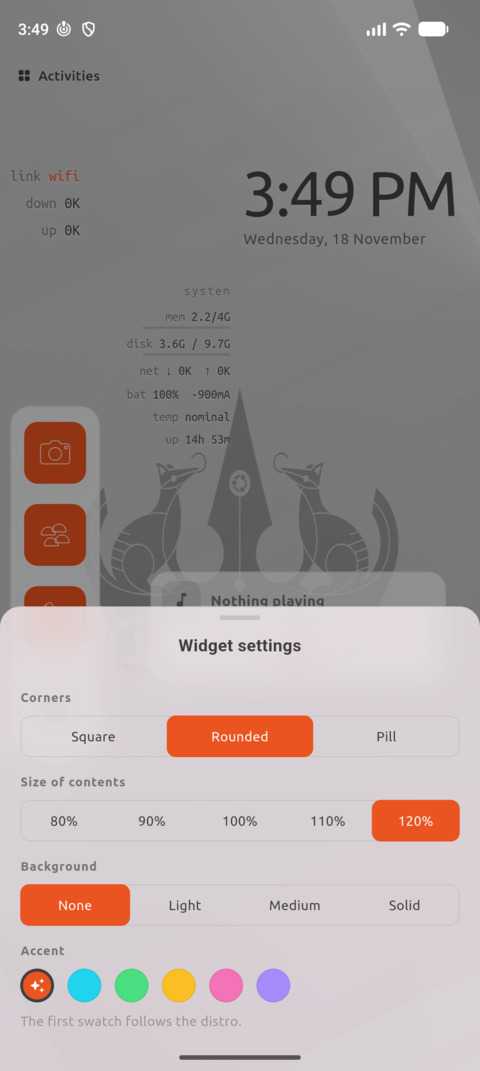 3:49
Activities
link wifi
down 0K
up 0K
3:49 PM
Wednesday, 18 November
system
mem 2.2/4G
disk 3.6G / 9.7G
net ↓ 0K ↑ 0K
bat 100% -900mA
temp nominal
up 14h 53m
Nothing playing
Widget settings
Corners
Square Rounded Pill
Size of contents
80% 90% 100% 110% 120%
Background
None Light Medium Solid
Accent
The first swatch follows the distro.